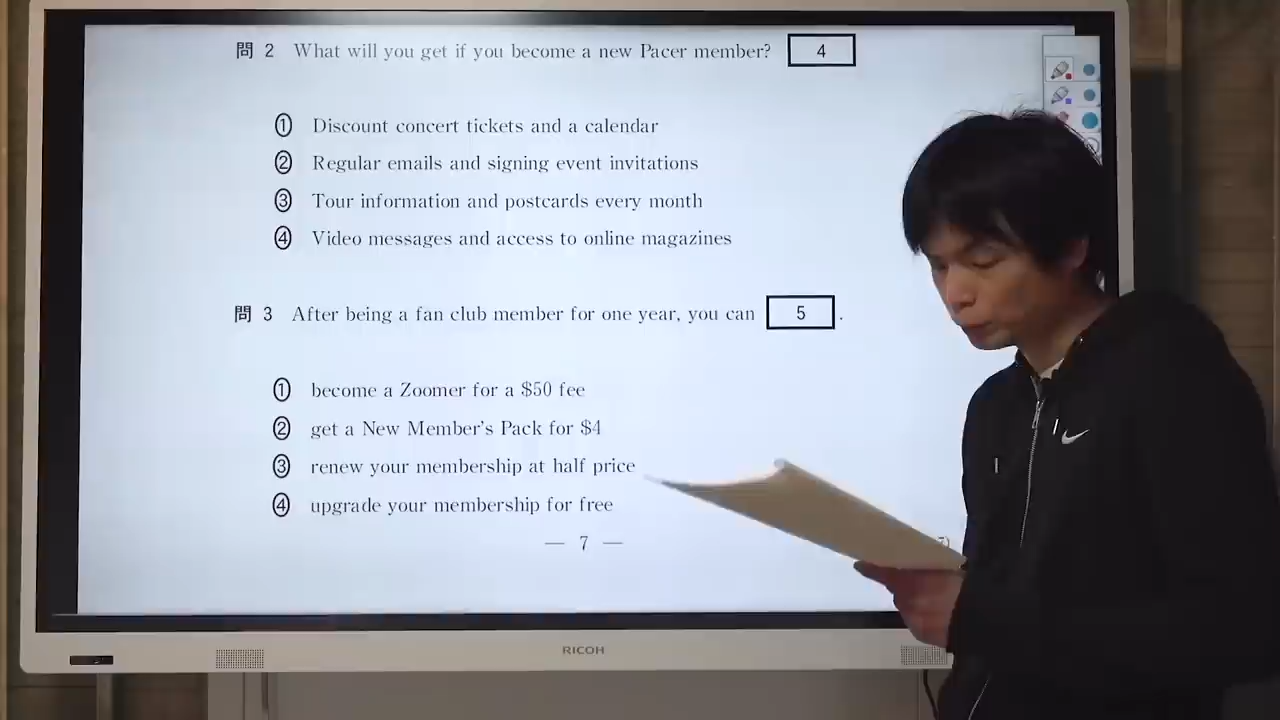 問 2 What will you get if you become a new Pacer member? 4
① Discount concert tickets and a calendar
② Regular emails and signing event invitations
③ Tour information and postcards every month
④ Video messages and access to online magazines
問 3 After being a fan club member for one year, you can 5 .
① become a Zoomer for a $50 fee
② get a New Member's Pack for $4
③ renew your membership at half price
④ upgrade your membership for free
— 7 —
RICOH